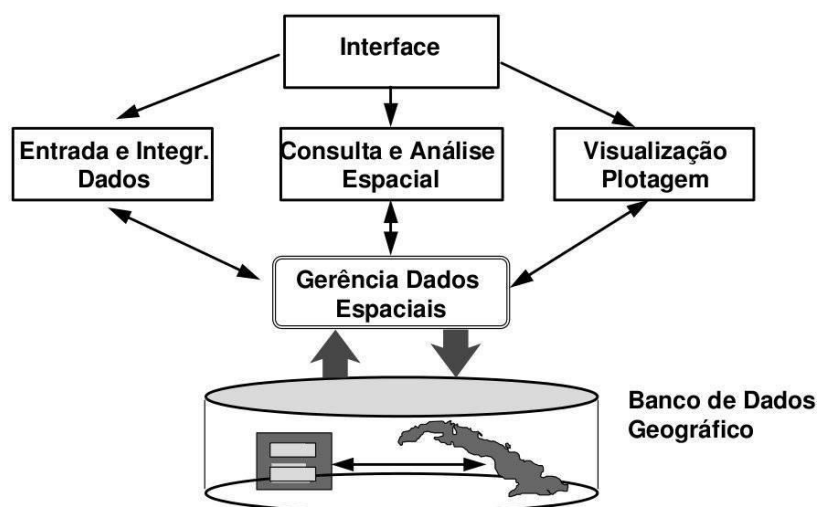 Interface
Entrada e Integr.
Dados
Consulta e Análise
Espacial
Visualização
Plotagem
Gerência Dados
Espaciais
Banco de Dados
Geográfico